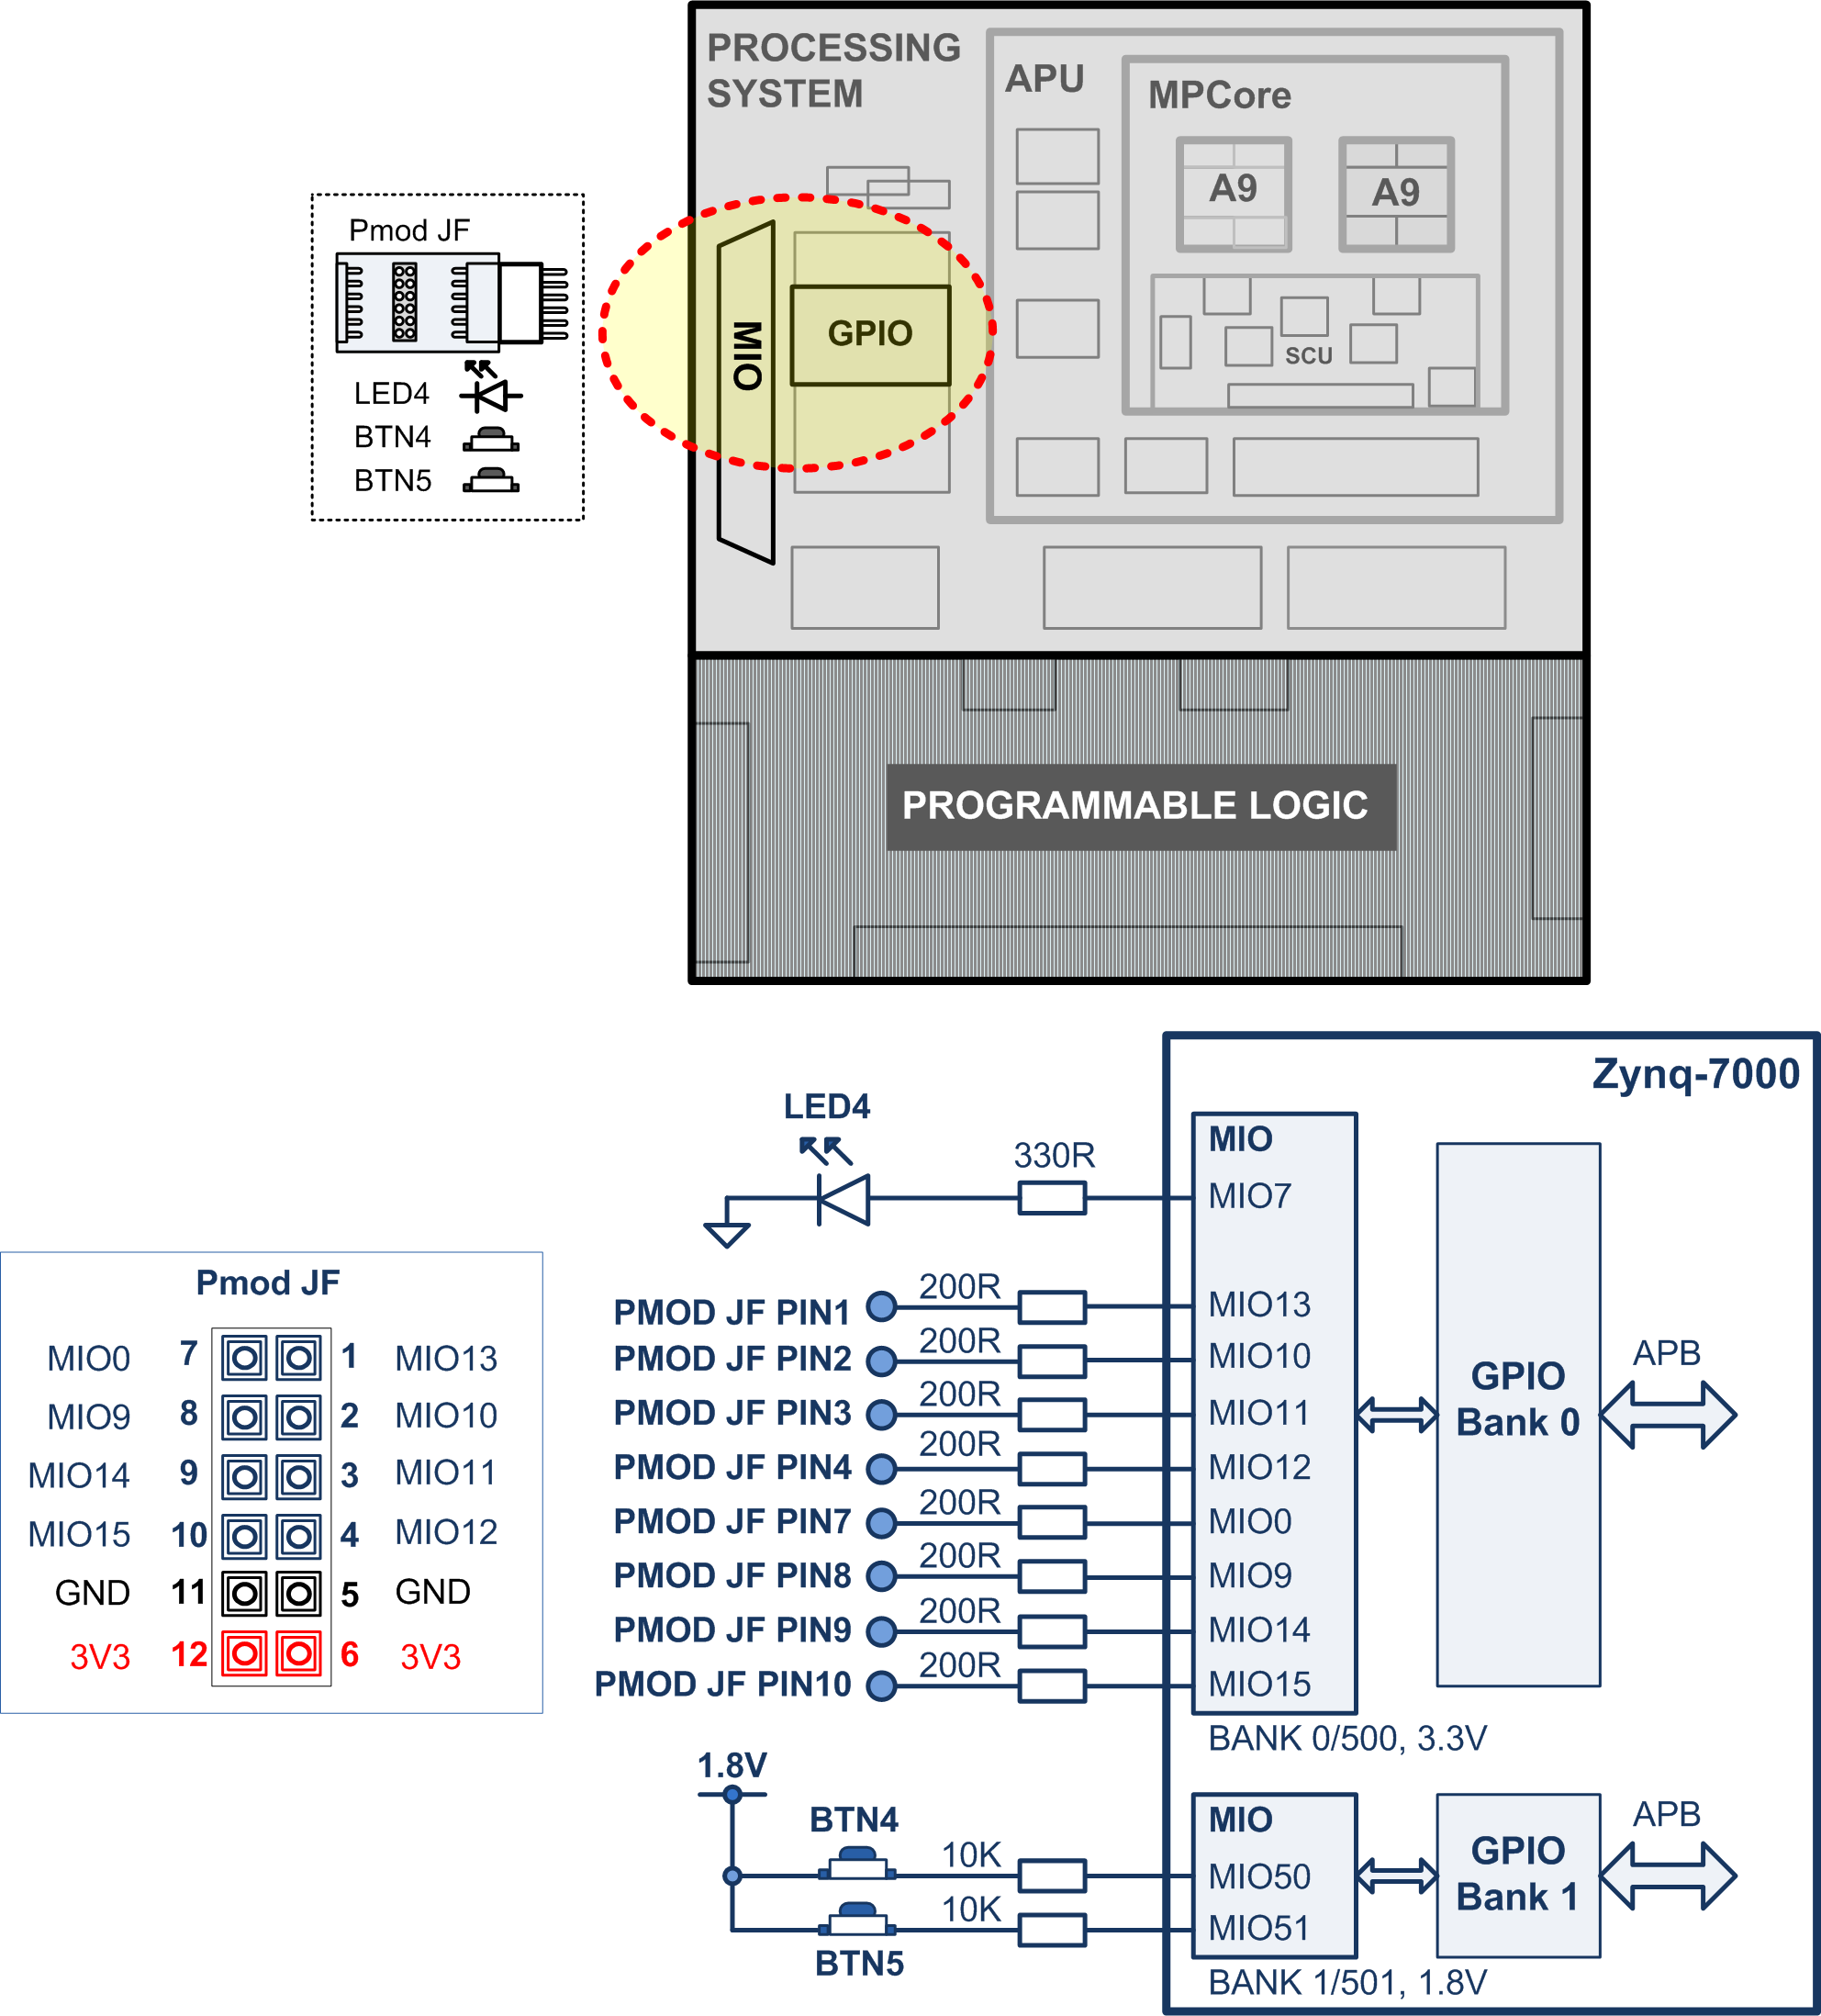 PROCESSING
SYSTEM
APU
MPCore
A9
A9
SCU
MIO
GPIO
Pmod JF
LED4
BTN4
BTN5
PROGRAMMABLE LOGIC
Zynq-7000
LED4
330R
MIO
MIO7
PMOD JF PIN1 200R MIO13
PMOD JF PIN2 200R MIO10
PMOD JF PIN3 200R MIO11
PMOD JF PIN4 200R MIO12
PMOD JF PIN7 200R MIO0
PMOD JF PIN8 200R MIO9
PMOD JF PIN9 200R MIO14
PMOD JF PIN10 200R MIO15
GPIO
Bank 0
APB
BANK 0/500, 3.3V
Pmod JF
MIO0 7 1 MIO13
MIO9 8 2 MIO10
MIO14 9 3 MIO11
MIO15 10 4 MIO12
GND 11 5 GND
3V3 12 6 3V3
1.8V
BTN4
10K
MIO
MIO50
10K
MIO51
BTN5
GPIO
Bank 1
APB
BANK 1/501, 1.8V